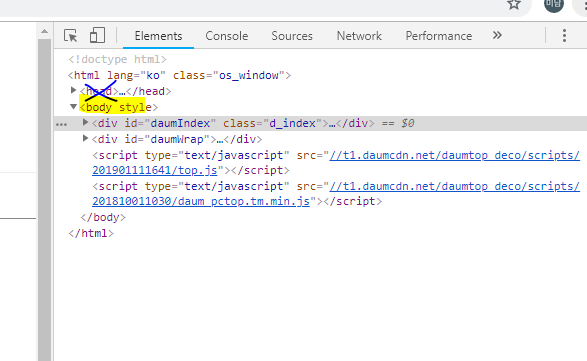 미남
Elements Console Sources Network Performance »
<!doctype html>
<html lang="ko" class="os_window">
<head>…</head>
<body style>
… <div id="daumIndex" class="d_index">…</div> == $0
<div id="daumWrap">…</div>
<script type="text/javascript" src="//t1.daumcdn.net/daumtop_deco/scripts/
201901111641/top.js"></script>
<script type="text/javascript" src="//t1.daumcdn.net/daumtop_deco/scripts/
201810011030/daum_pctop.tm.min.js"></script>
</body>
</html>